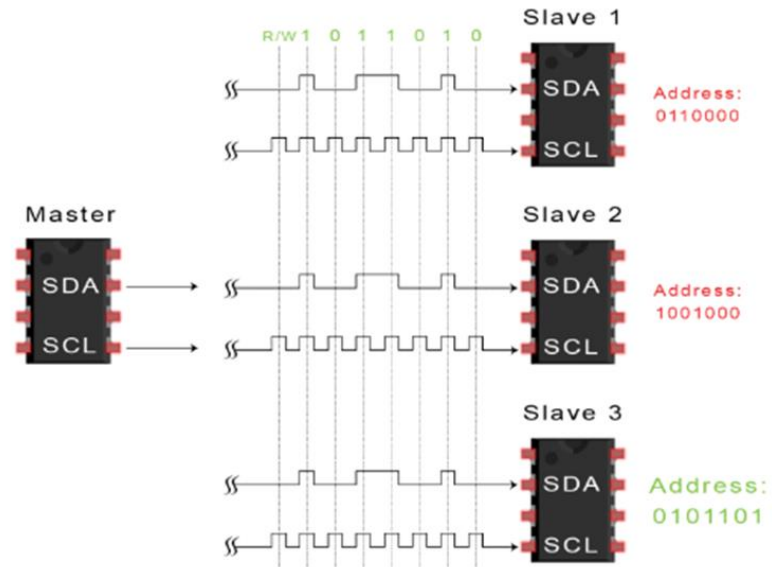 Slave 1
R/W 1 0 1 1 0 1 0
SDA
SCL
Address:
0110000
Master
SDA
SCL
Slave 2
SDA
SCL
Address:
1001000
Slave 3
SDA
SCL
Address:
0101101